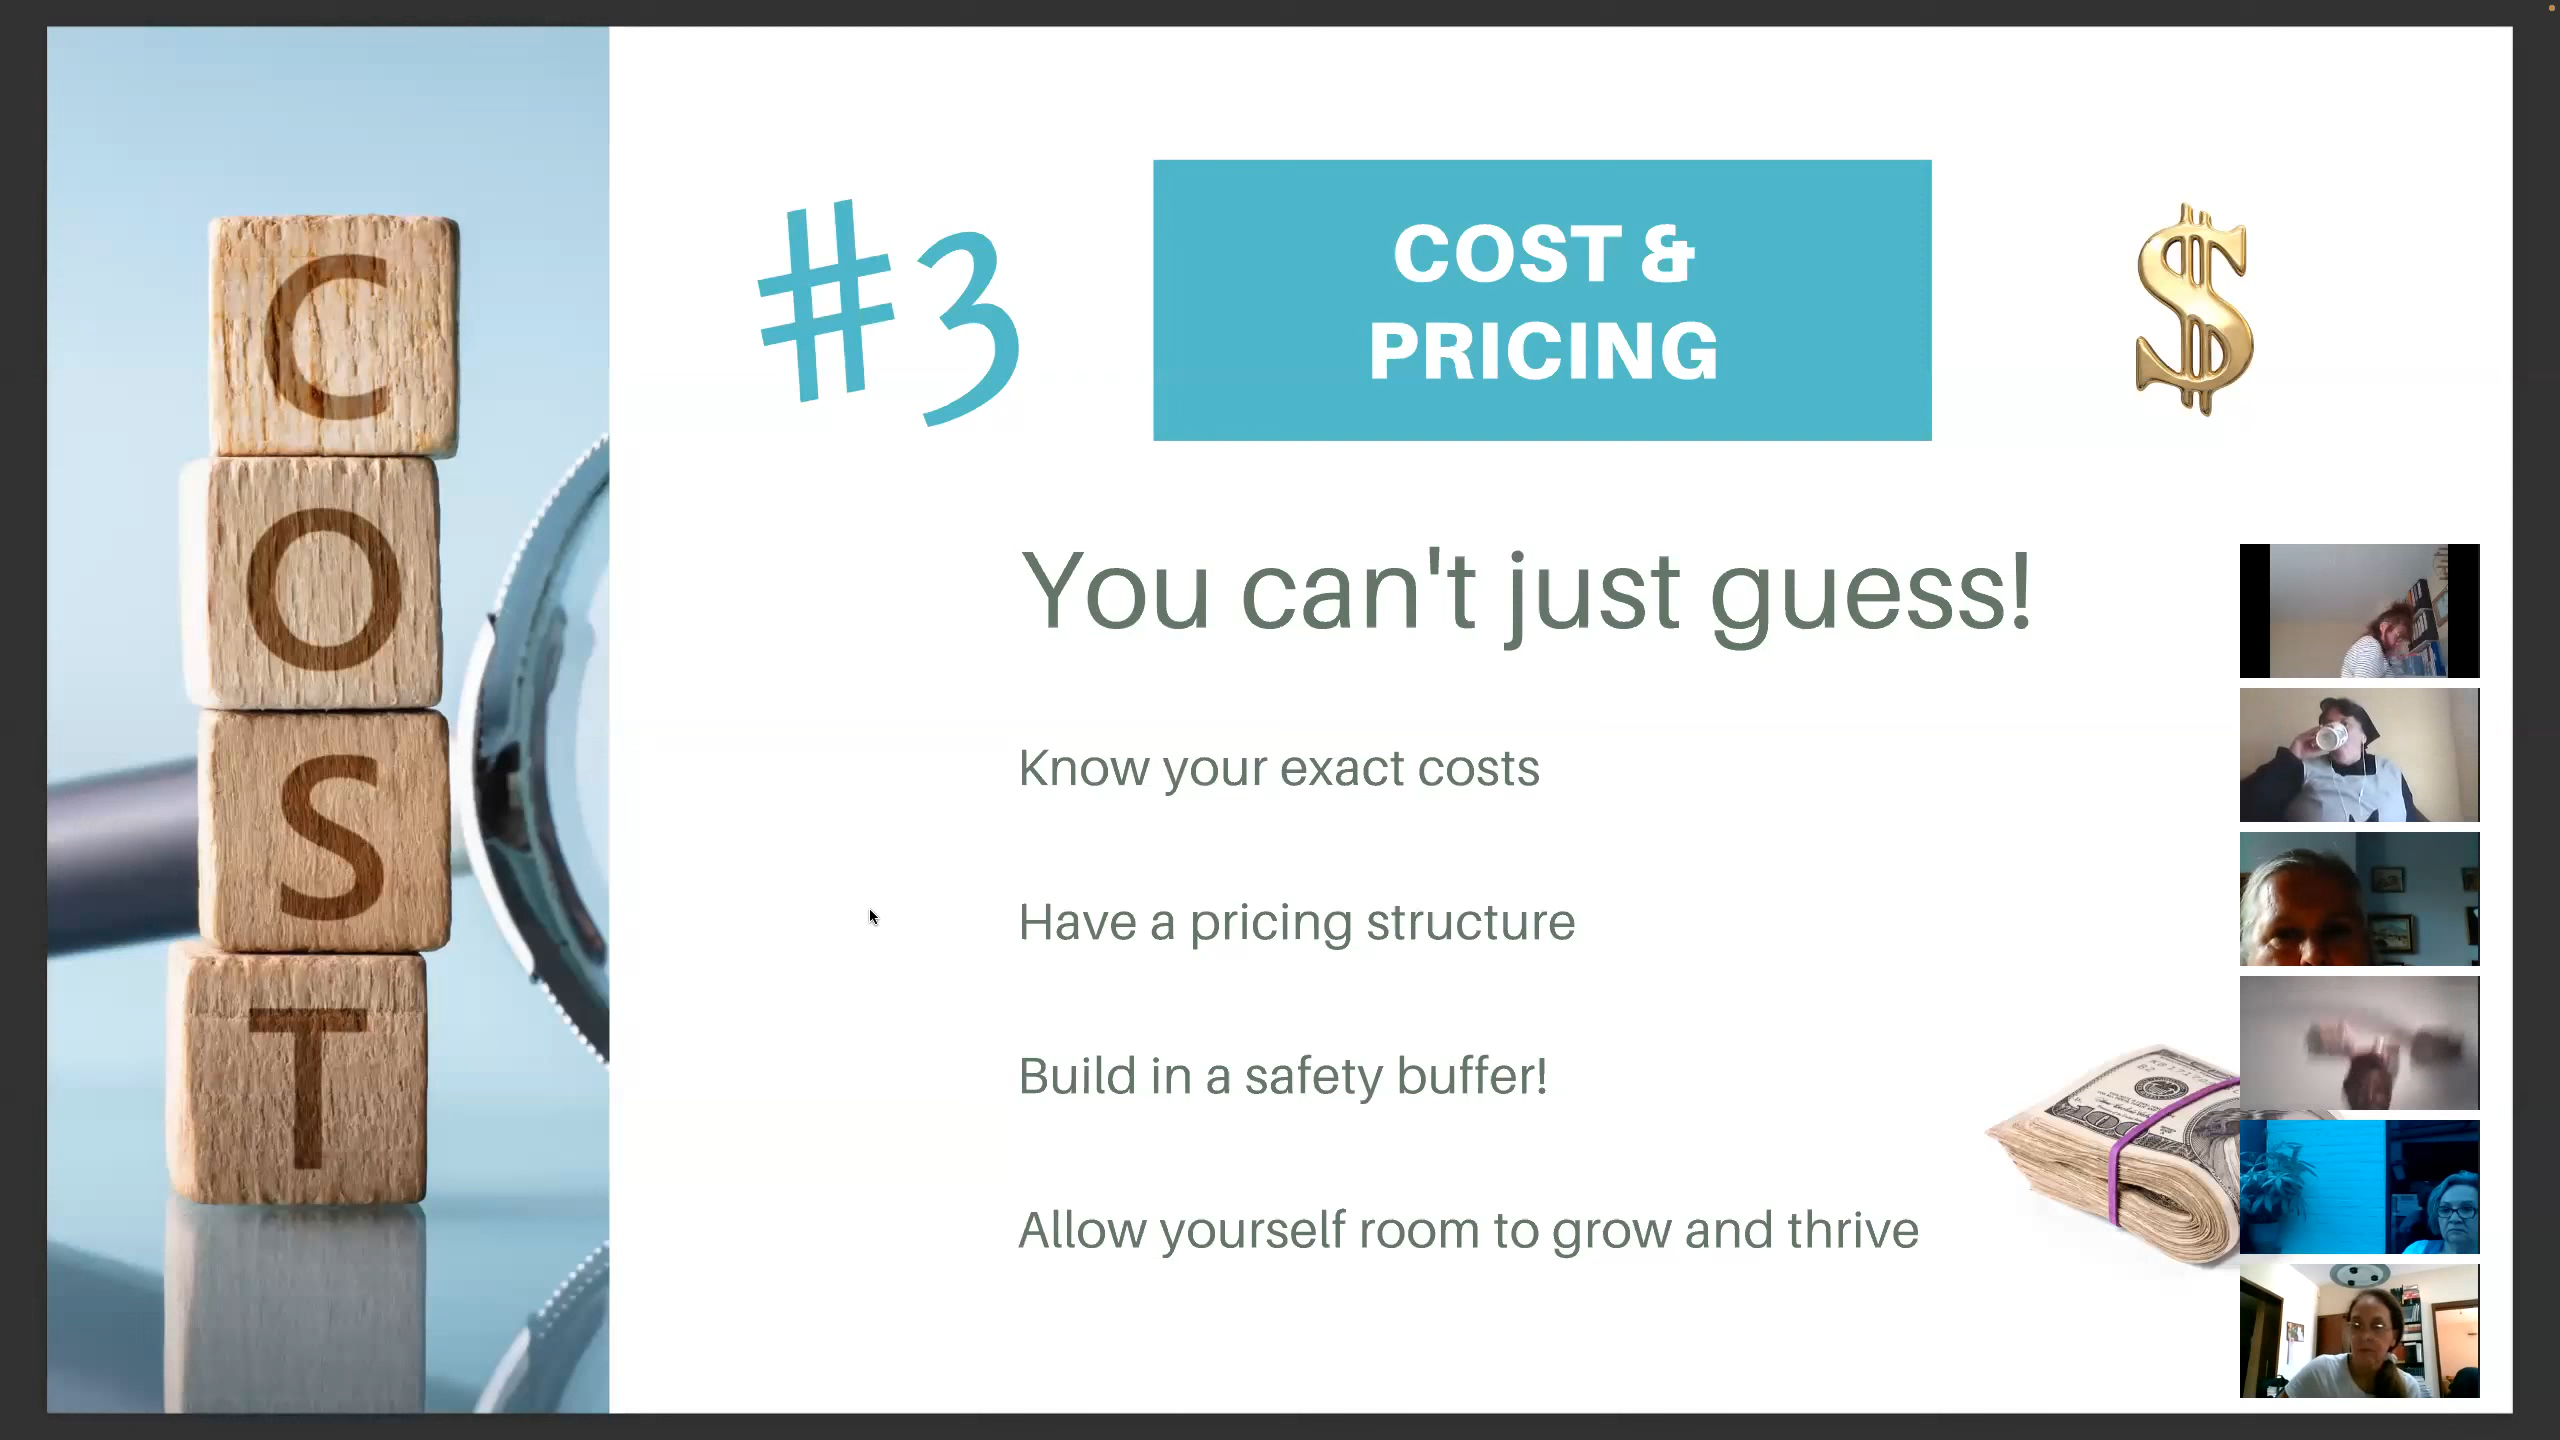 C
O
S
T
#3
COST &
PRICING
$
You can't just guess!
Know your exact costs
Have a pricing structure
Build in a safety buffer!
Allow yourself room to grow and thrive
100